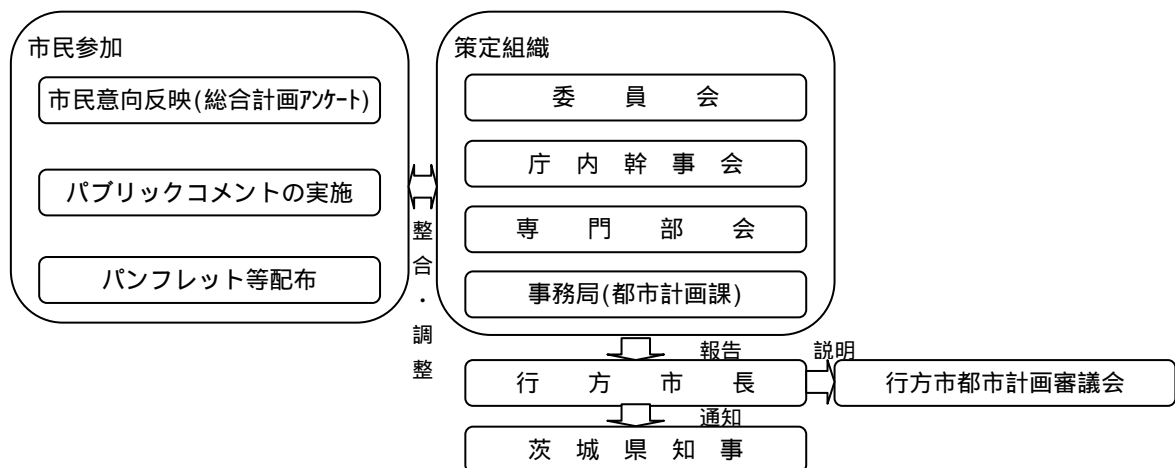 市民参加
市民意向反映(総合計画ｱﾝｹｰﾄ)
パブリックコメントの実施
パンフレット等配布
整合・調整
策定組織
委員会
庁内幹事会
専門部会
事務局(都市計画課)
報告
行方市長
説明
行方市都市計画審議会
通知
茨城県知事